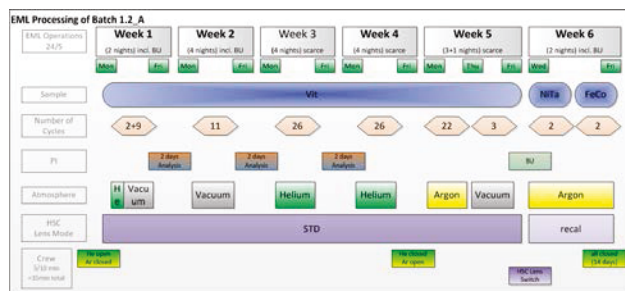 EML Processing of Batch 1.2_A
EML Operations
24/5
Week 1
(2 nights) incl. BU
Week 2
(4 nights) incl. BU
Week 3
(4 nights) scarce
Week 4
(4 nights) scarce
Week 5
(3+1 nights) scarce
Week 6
(2 nights) incl. BU
Mon Fri Mon Fri Mon Fri Mon Fri Mon Thu Fri Wed Fri
Sample
Vit
NiTa
FeCo
Number of
Cycles
2+9
11
26
26
22
3
2
2
PI
2 days
Analysis
2 days
Analysis
2 days
Analysis
BU
Atmosphere
H
e
Vacu
um
Vacuum
Helium
Helium
Argon
Vacuum
Argon
HSC
Lens Mode
STD
recal
Crew
5/10 min
He open
Ar closed
He closed
Ar open
HSC Lens
Switch
all closed
(14 days)